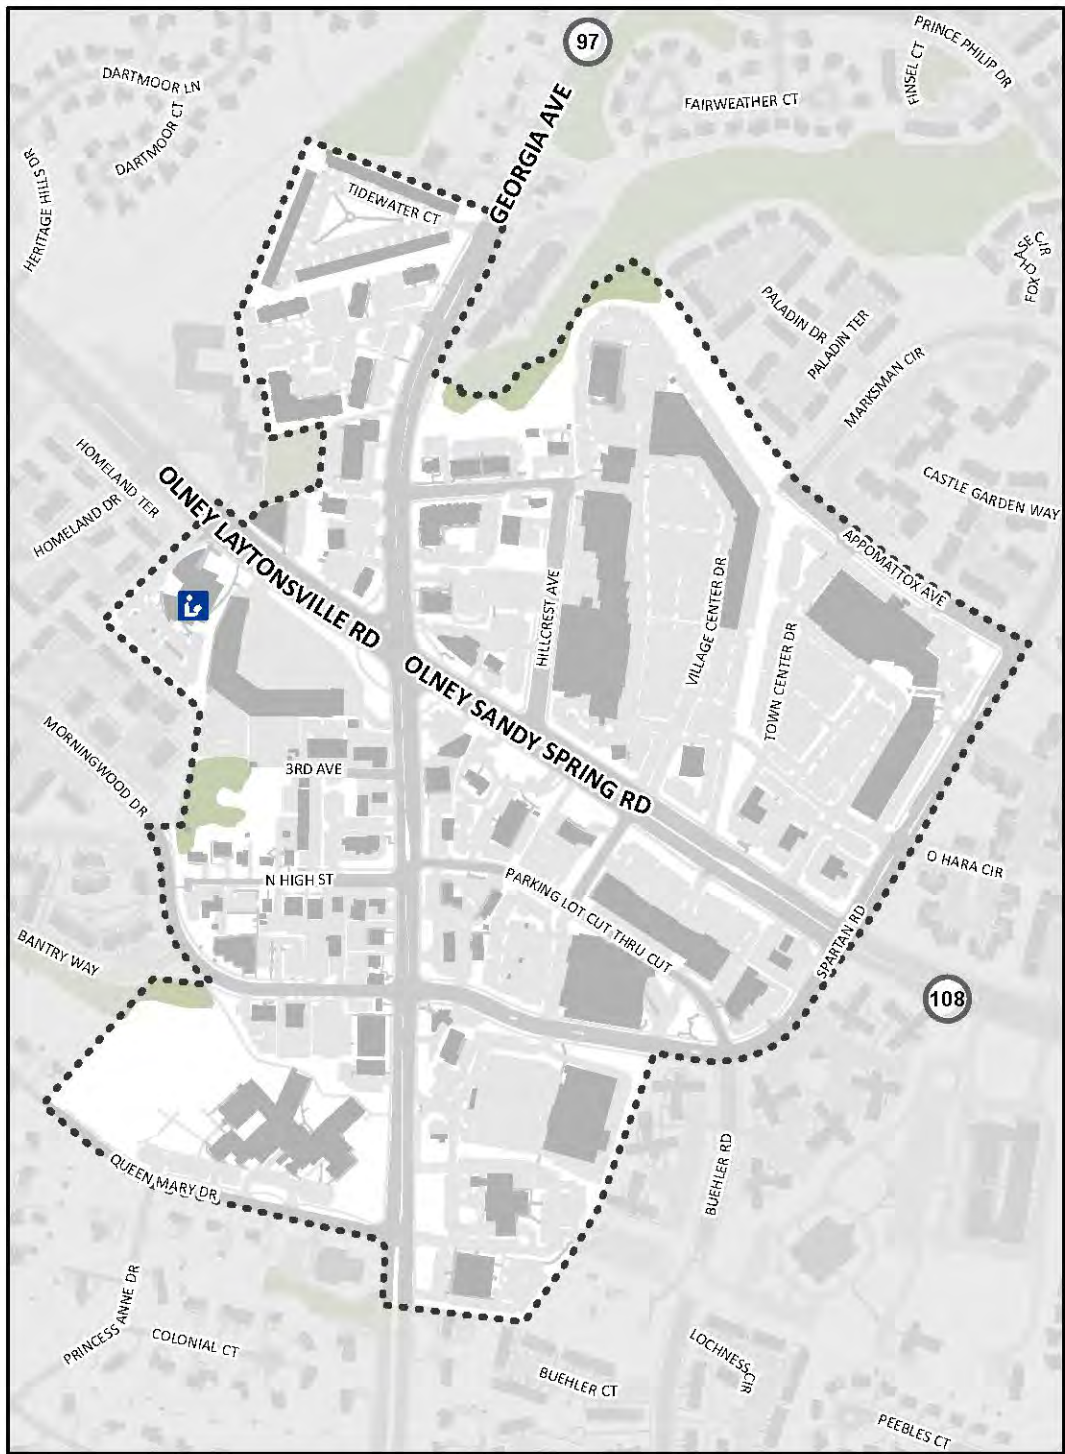 97
PRINCE PHILIP DR
FINSEL CT
DARTMOOR LN
FAIRWEATHER CT
DARTMOOR CT
GEORGIA AVE
HERITAGE HILLS DR
TIDEWATER CT
FOX CHASE CIR
PALADIN DR
PALADIN TER
MARKSMAN CIR
HOMELAND TER
CASTLE GARDEN WAY
OLNEY LAYTONSVILLE RD
HOMELAND DR
APPOMATTOX AVE
HILLCREST AVE
VILLAGE CENTER DR
TOWN CENTER DR
OLNEY SANDY SPRING RD
MORNINGWOOD DR
3RD AVE
O HARA CIR
N HIGH ST
PARKING LOT CUT THRU CUT
SPARTAN RD
BANTRY WAY
108
QUEEN MARY DR
BUEHLER RD
PRINCESS ANNE DR
COLONIAL CT
LOCHNESS CIR
BUEHLER CT
PEEBLES CT